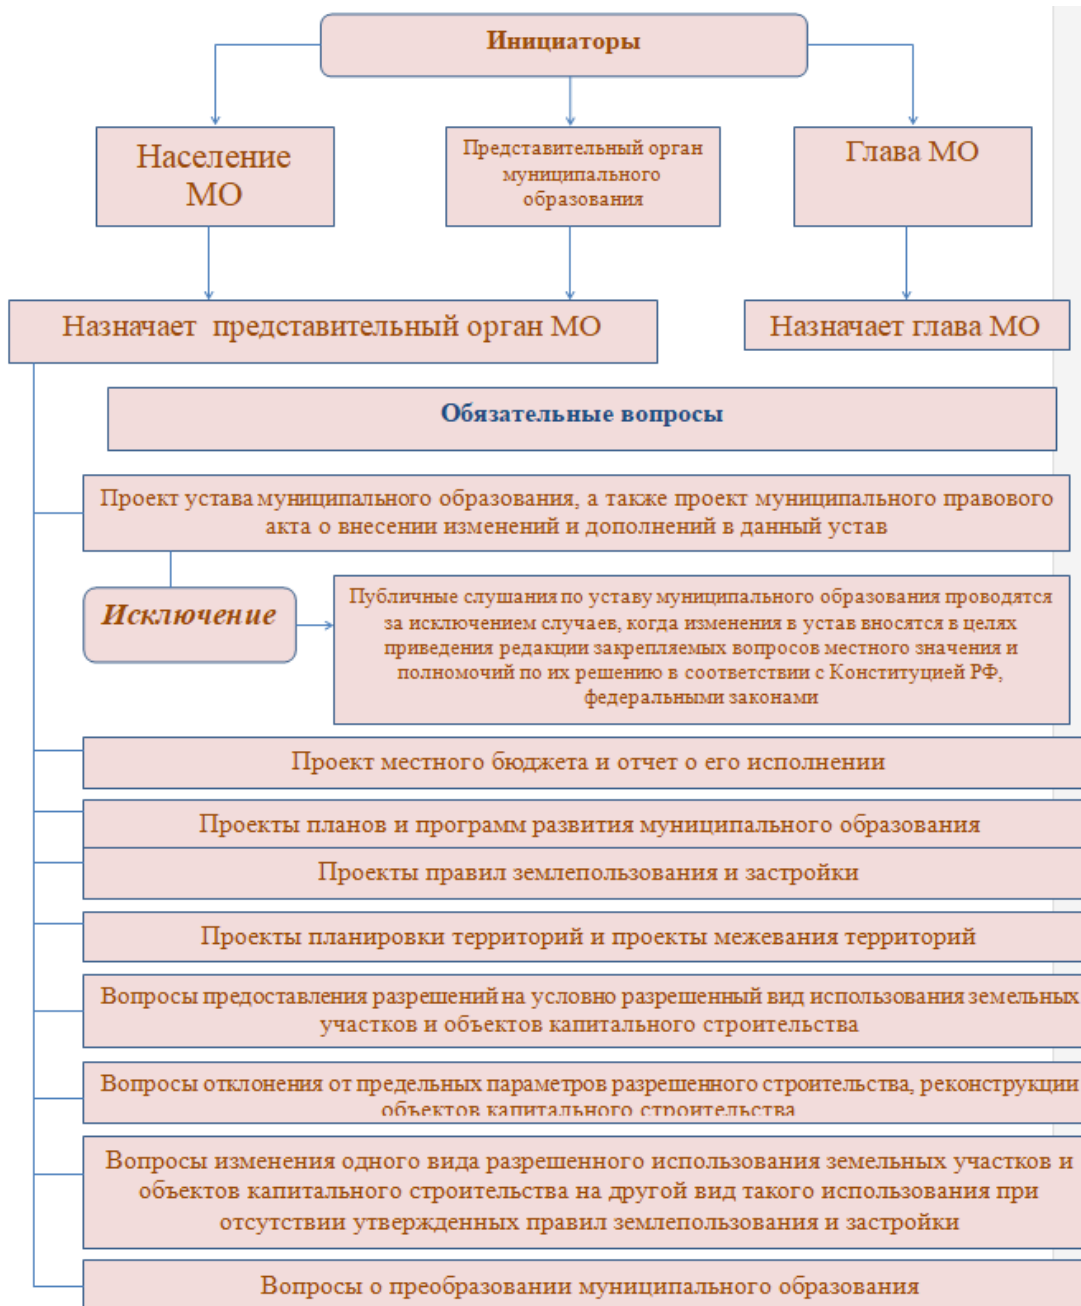 Инициаторы
Население
МО
Представительный орган
муниципального
образования
Глава МО
Назначает представительный орган МО
Назначает глава МО
Обязательные вопросы
Проект устава муниципального образования, а также проект муниципального правового
акта о внесении изменений и дополнений в данный устав
Исключение
Публичные слушания по уставу муниципального образования проводятся
за исключением случаев, когда изменения в устав вносятся в целях
приведения редакции закрепляемых вопросов местного значения и
полномочий по их решению в соответствии с Конституцией РФ,
федеральными законами
Проект местного бюджета и отчет о его исполнении
Проекты планов и программ развития муниципального образования
Проекты правил землепользования и застройки
Проекты планировки территорий и проекты межевания территорий
Вопросы предоставления разрешений на условно разрешенный вид использования земельных
участков и объектов капитального строительства
Вопросы отклонения от предельных параметров разрешенного строительства, реконструкции
объектов капитального строительства
Вопросы изменения одного вида разрешенного использования земельных участков и
объектов капитального строительства на другой вид такого использования при
отсутствии утвержденных правил землепользования и застройки
Вопросы о преобразовании муниципального образования